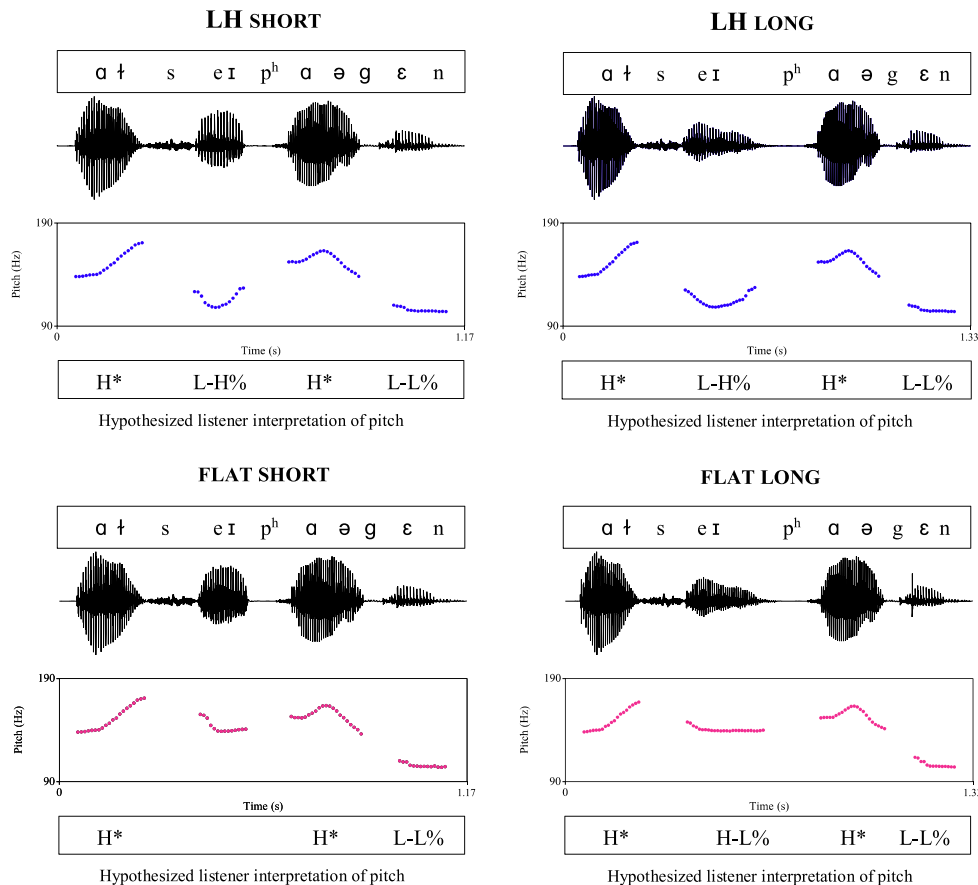 LH SHORT
ɑ ɫ s eɪ pʰ ɑ ə ɡ ɛ n
190
Pitch (Hz)
90
0
1.17
Time (s)
H* L-H% H* L-L%
Hypothesized listener interpretation of pitch
LH LONG
ɑ ɫ s eɪ pʰ ɑ ə g ɛ n
190
Pitch (Hz)
90
0
1.33
Time (s)
H* L-H% H* L-L%
Hypothesized listener interpretation of pitch
FLAT SHORT
ɑ ɫ s eɪ pʰ ɑ ə ɡ ɛ n
190
Pitch (Hz)
90
0
1.17
Time (s)
H* H* L-L%
Hypothesized listener interpretation of pitch
FLAT LONG
ɑ ɫ s eɪ pʰ ɑ ə g ɛ n
190
Pitch (Hz)
90
0
Time (s)
H* H-L% H* L-L%
Hypothesized listener interpretation of pitch